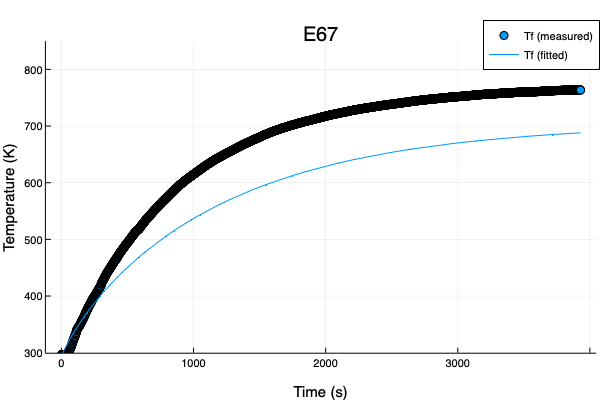 E67
Tf (measured)
Tf (fitted)
Temperature (K)
800
700
600
500
400
300
0
1000
2000
3000
Time (s)